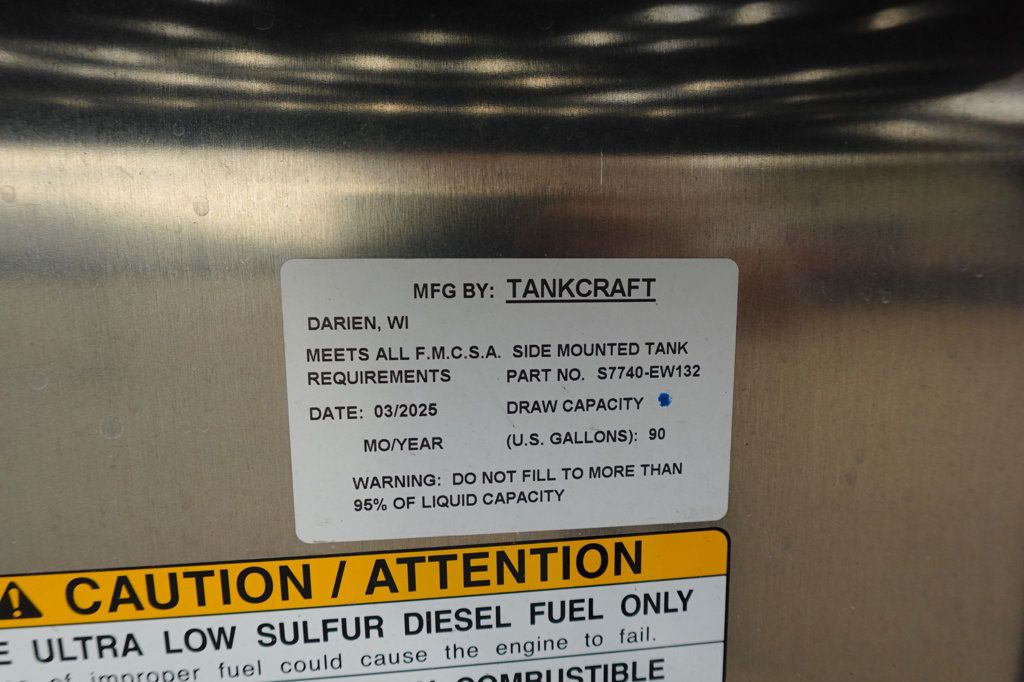 MFG BY: TANKCRAFT
DARIEN, WI
MEETS ALL F.M.C.S.A. SIDE MOUNTED TANK
REQUIREMENTS PART NO. S7740-EW132
DATE: 03/2025 DRAW CAPACITY
MO/YEAR (U.S. GALLONS): 90
WARNING: DO NOT FILL TO MORE THAN
95% OF LIQUID CAPACITY
CAUTION / ATTENTION
E ULTRA LOW SULFUR DIESEL FUEL ONLY
of improper fuel could cause the engine to fail.
COMBUSTIBLE